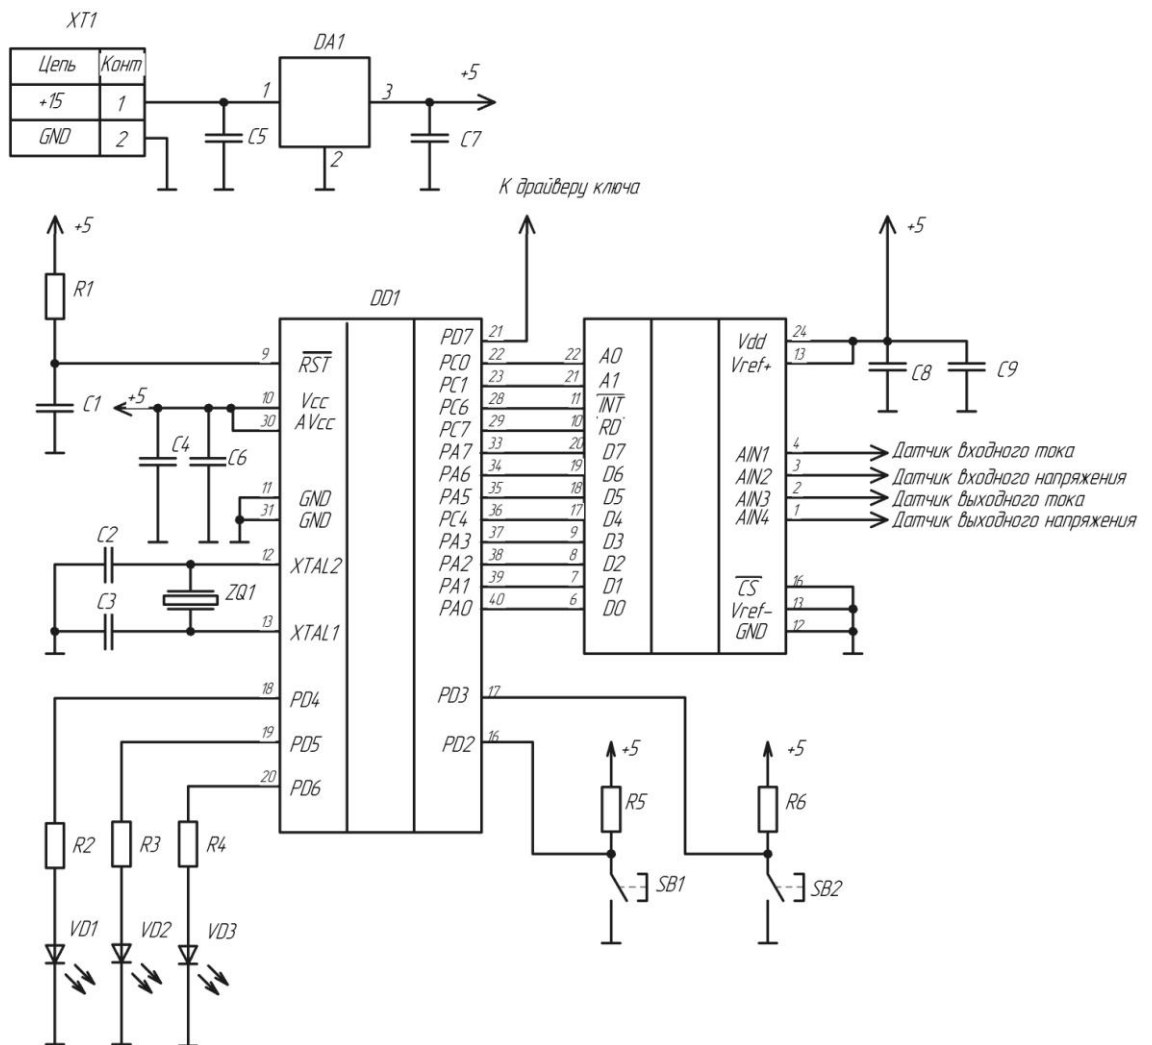 XT1
Цепь Конт
+15 1
GND 2
DA1
1
3
2
+5
C5
C7
К драйверу ключа
+5
R1
C1
+5
C4
C6
C2
C3
ZQ1
DD1
9 RST
10 Vcc
30 AVcc
11 GND
31 GND
12 XTAL2
13 XTAL1
18 PD4
19 PD5
20 PD6
PD7 21
PC0 22
PC1 23
PC6 28
PC7 29
PA7 33
PA6 34
PA5 35
PC4 36
PA3 37
PA2 38
PA1 39
PA0 40
PD3 17
PD2 16
22 A0
21 A1
11 INT
10 RD
20 D7
19 D6
18 D5
17 D4
9 D3
8 D2
7 D1
6 D0
Vdd 24
Vref+ 13
AIN1 4
AIN2 3
AIN3 2
AIN4 1
CS 16
Vref- 13
GND 12
+5
C8
C9
Датчик входного тока
Датчик входного напряжения
Датчик выходного тока
Датчик выходного напряжения
+5
R5
SB1
+5
R6
SB2
R2
R3
R4
VD1
VD2
VD3